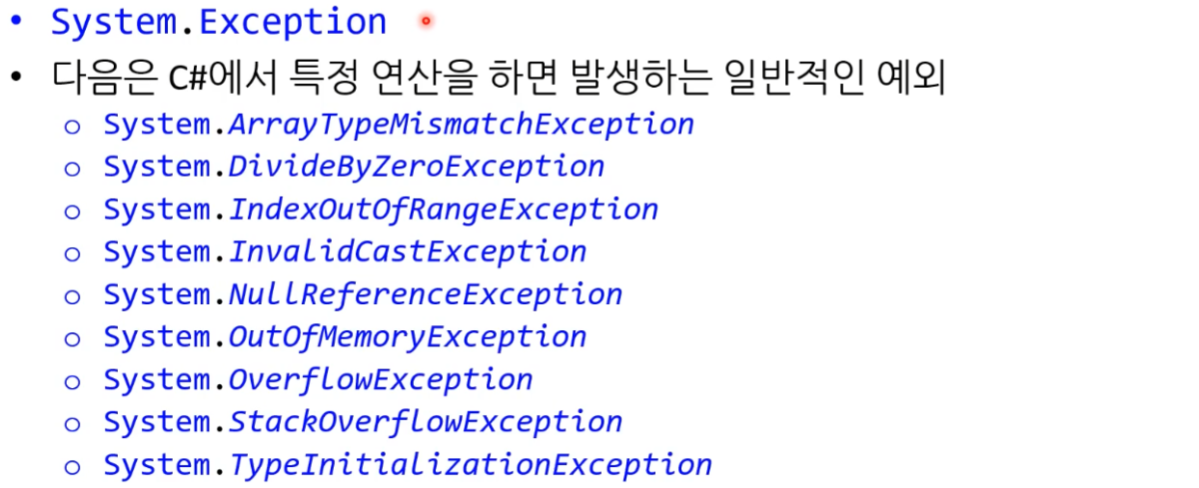 • System.Exception
• 다음은 C#에서 특정 연산을 하면 발생하는 일반적인 예외
o System.ArrayTypeMismatchException
o System.DivideByZeroException
o System.IndexOutOfRangeException
o System.InvalidCastException
o System.NullReferenceException
o System.OutOfMemoryException
o System.OverflowException
o System.StackOverflowException
o System.TypeInitializationException